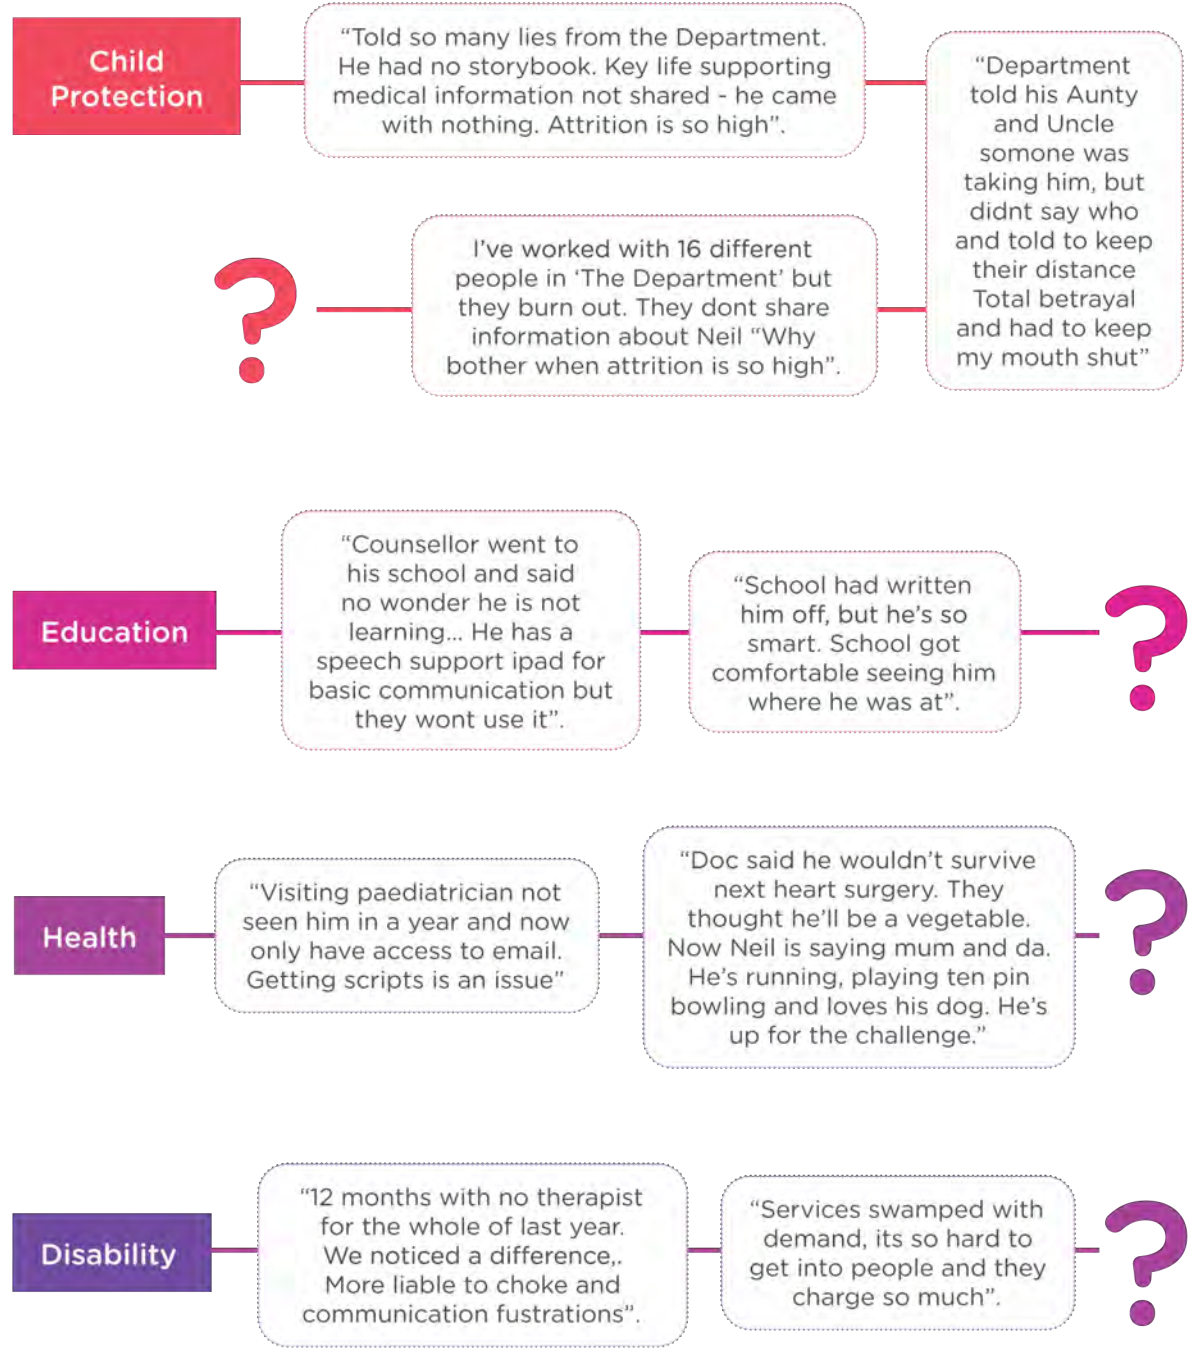 Child
Protection
“Told so many lies from the Department.
He had no storybook. Key life supporting
medical information not shared - he came
with nothing. Attrition is so high”.
“Department
told his Aunty
and Uncle
somone was
taking him, but
didnt say who
and told to keep
their distance
Total betrayal
and had to keep
my mouth shut”
I’ve worked with 16 different
people in ‘The Department’ but
they burn out. They dont share
information about Neil “Why
bother when attrition is so high”.
?
Education
“Counsellor went to
his school and said
no wonder he is not
learning... He has a
speech support ipad for
basic communication but
they wont use it”.
“School had written
him off, but he’s so
smart. School got
comfortable seeing him
where he was at”.
?
Health
“Visiting paediatrician not
seen him in a year and now
only have access to email.
Getting scripts is an issue”
“Doc said he wouldn’t survive
next heart surgery. They
thought he’ll be a vegetable.
Now Neil is saying mum and da.
He’s running, playing ten pin
bowling and loves his dog. He’s
up for the challenge.”
?
Disability
“12 months with no therapist
for the whole of last year.
We noticed a difference,.
More liable to choke and
communication fustrations”.
“Services swamped with
demand, its so hard to
get into people and they
charge so much”.
?